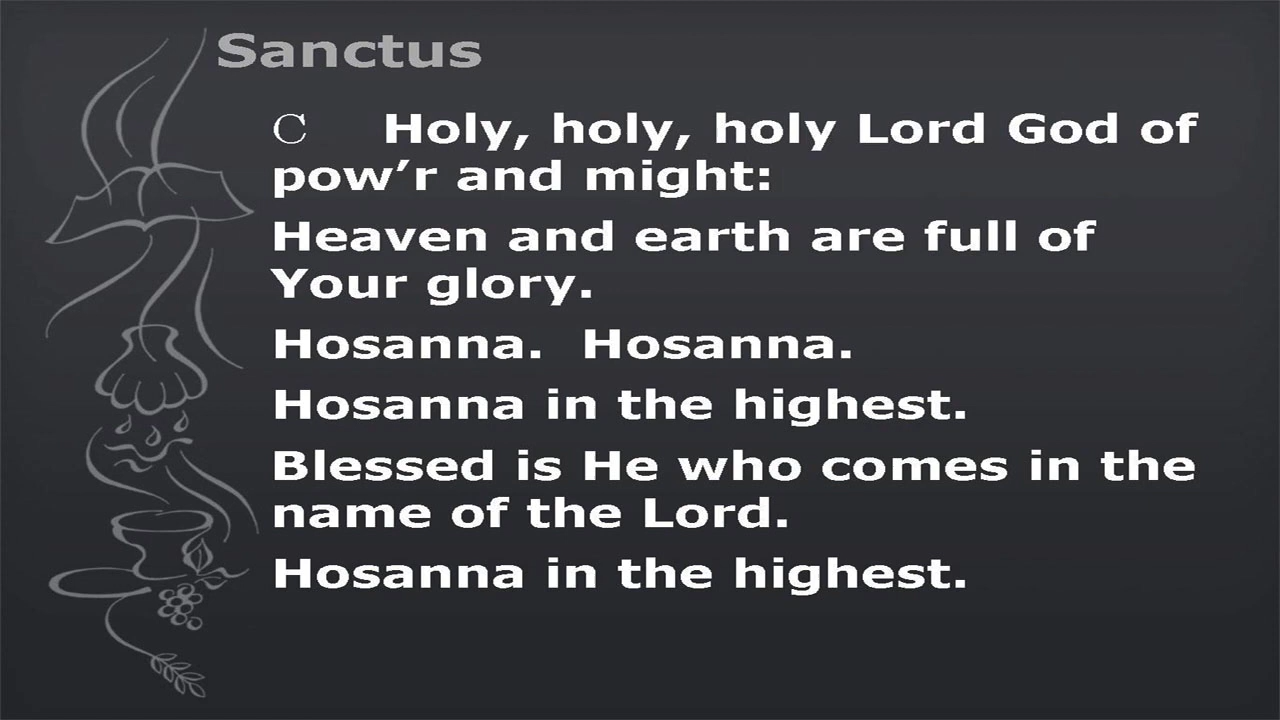 Sanctus
C Holy, holy, holy Lord God of
pow’r and might:
Heaven and earth are full of
Your glory.
Hosanna. Hosanna.
Hosanna in the highest.
Blessed is He who comes in the
name of the Lord.
Hosanna in the highest.